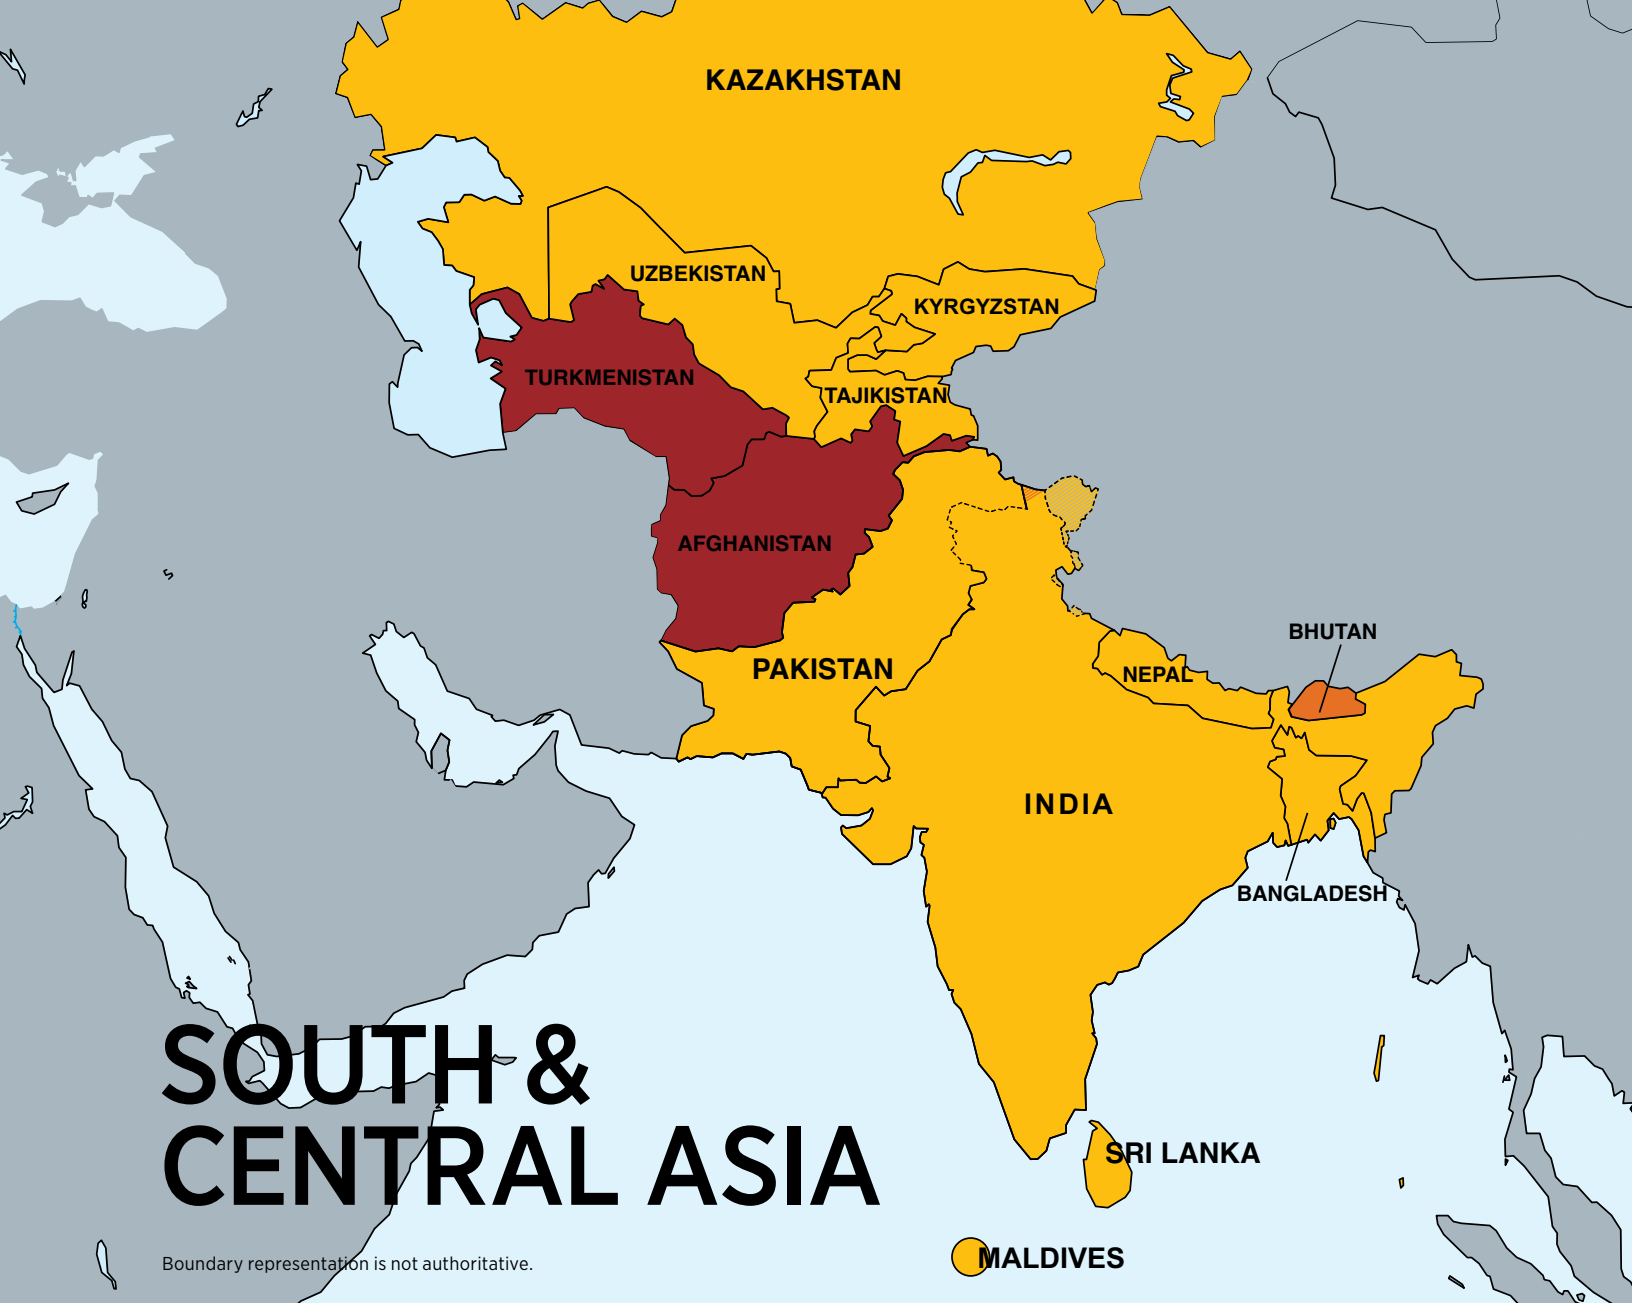 KAZAKHSTAN
UZBEKISTAN
KYRGYZSTAN
TURKMENISTAN
TAJIKISTAN
AFGHANISTAN
BHUTAN
PAKISTAN
NEPAL
INDIA
BANGLADESH
SOUTH &
CENTRAL ASIA
SRI LANKA
MALDIVES
Boundary representation is not authoritative.